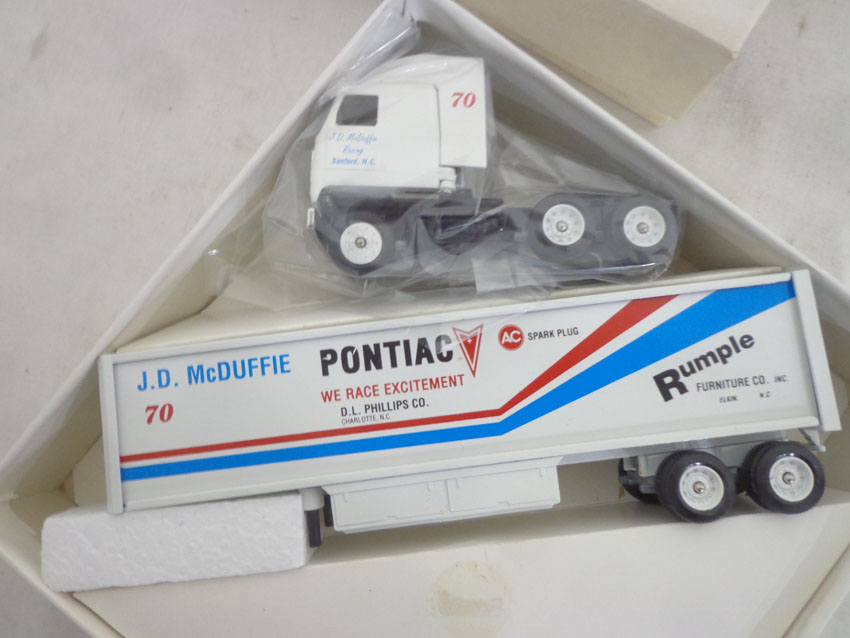 70
J.D. McDuffie
Racing
Sanford, N.C.
J.D. McDUFFIE
70
PONTIAC
WE RACE EXCITEMENT
D.L. PHILLIPS CO.
CHARLOTTE, N.C.
AC SPARK PLUG
Rumple
FURNITURE CO. INC.
ELKIN, N.C.